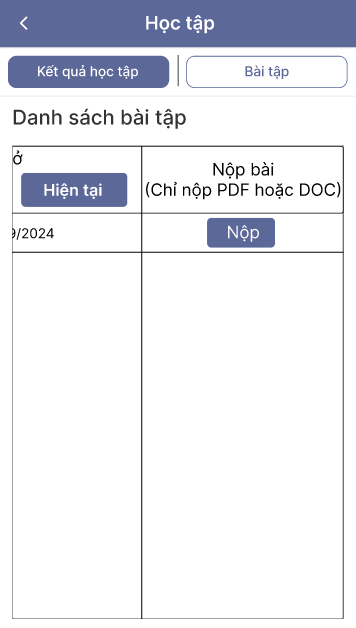 Học tập
Kết quả học tập
Bài tập
Danh sách bài tập
ở
Hiện tại
Nộp bài
(Chỉ nộp PDF hoặc DOC)
9/2024
Nộp